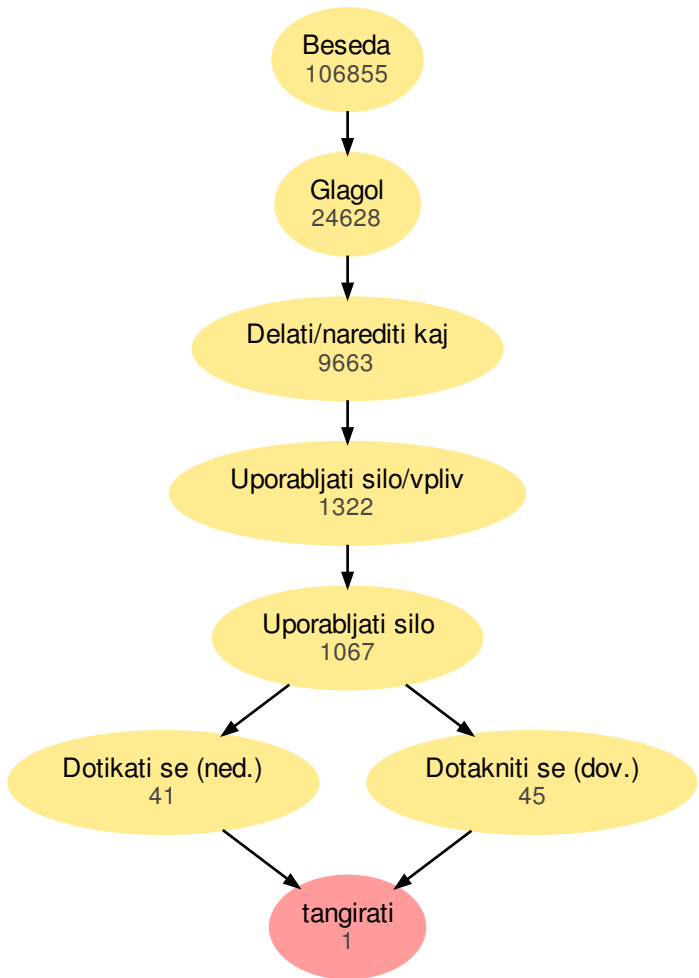 Beseda
106855
Glagol
24628
Delati/narediti kaj
9663
Uporabljati silo/vpliv
1322
Uporabljati silo
1067
Dotikati se (ned.)
41
Dotakniti se (dov.)
45
tangirati
1